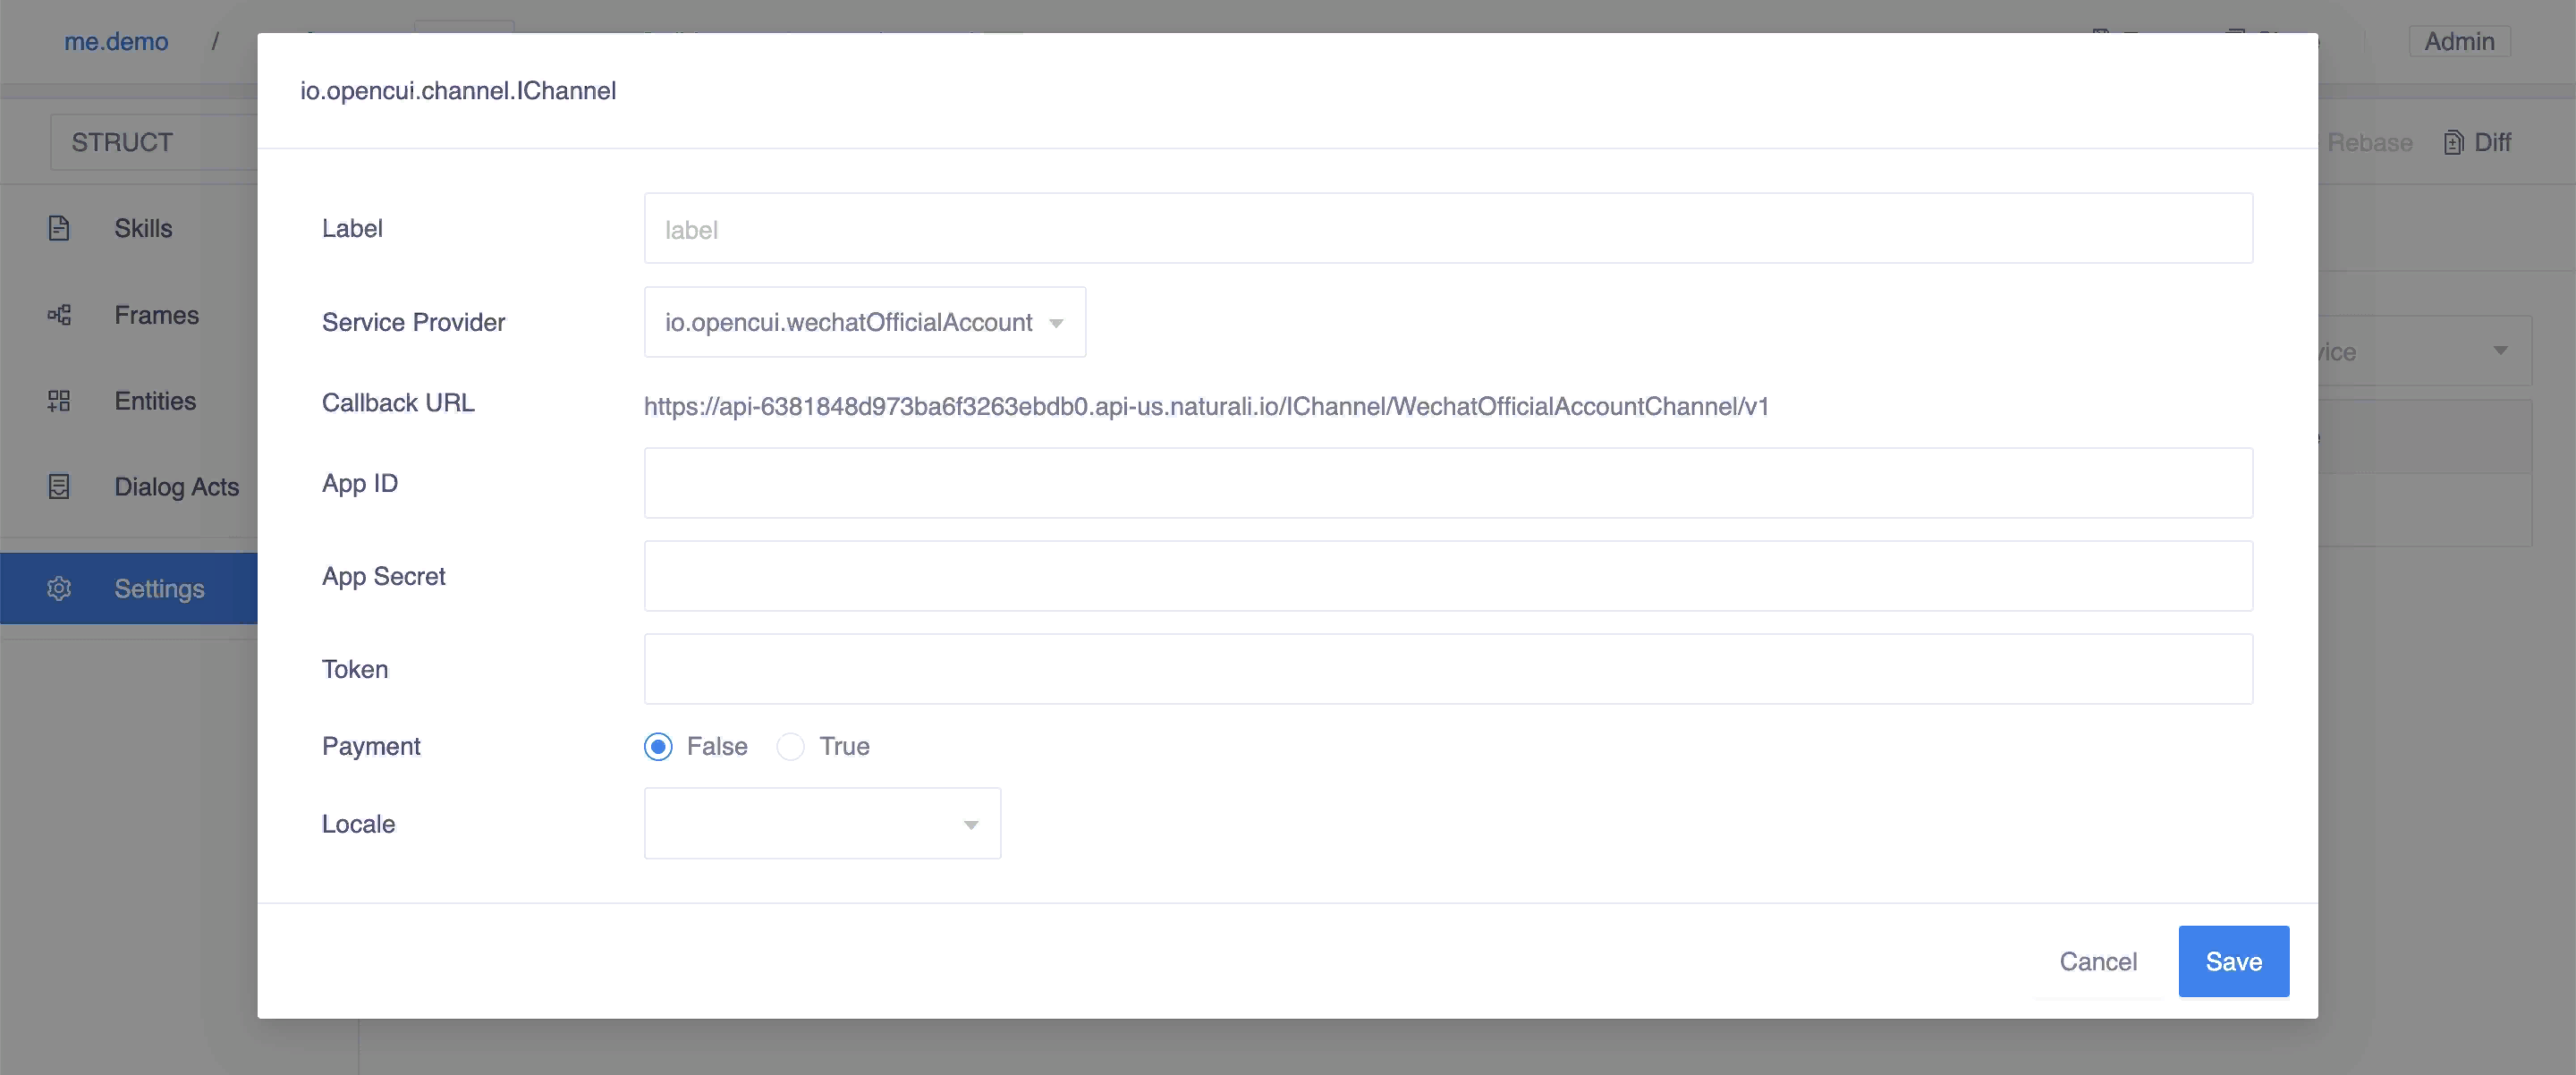 me.demo /
Admin
io.opencui.channel.IChannel
STRUCT
Rebase
Diff
Label
label
Skills
Service Provider
io.opencui.wechatOfficialAccount
Frames
Callback URL
https://api-6381848d973ba6f3263ebdb0.api-us.naturali.io/IChannel/WechatOfficialAccountChannel/v1
Entities
App ID
Dialog Acts
App Secret
Settings
Token
Payment
False
True
Locale
Cancel
Save